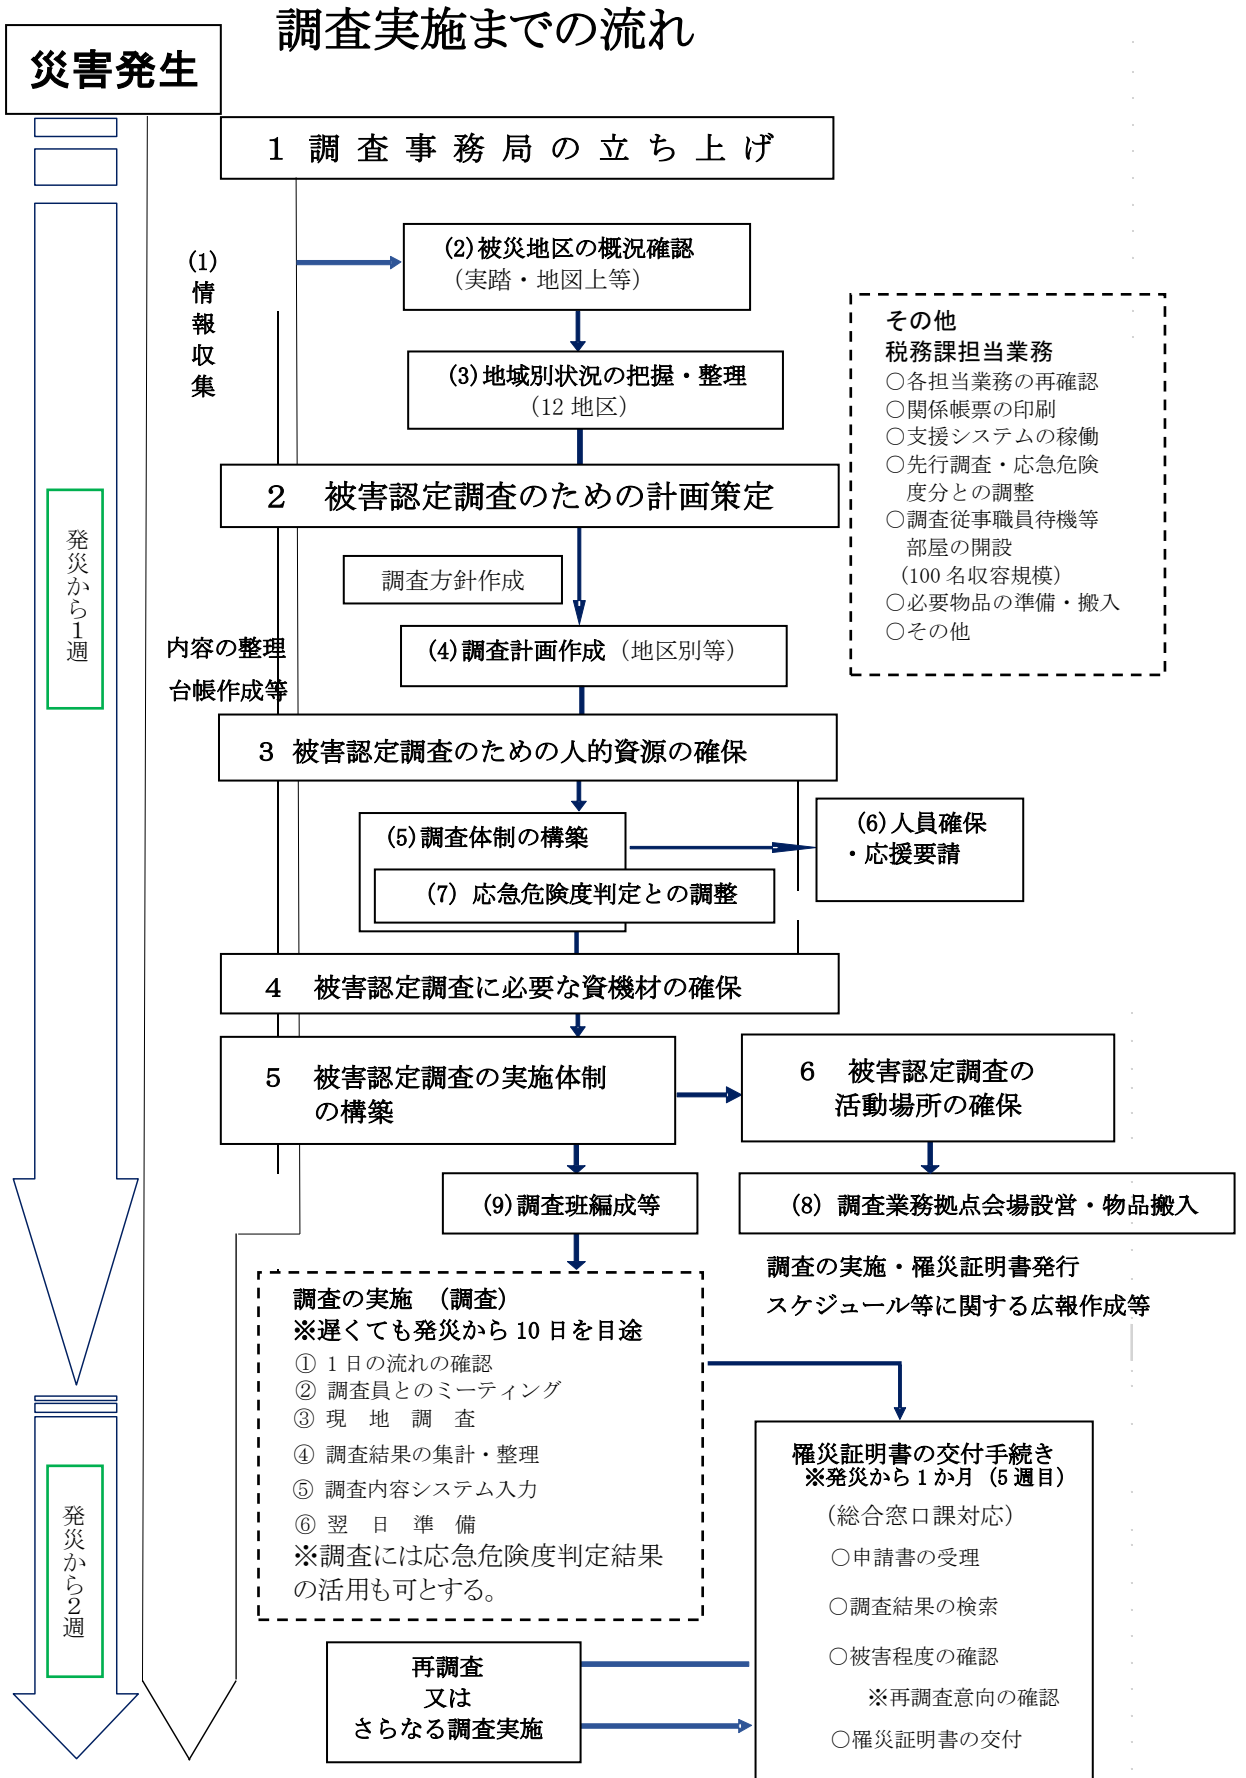 調査実施までの流れ
災害発生
1 調査事務局の立ち上げ
(1)
情
報
収
集
(2)被災地区の概況確認
（実踏・地図上等）
(3)地域別状況の把握・整理
（12 地区）
その他
税務課担当業務
○各担当業務の再確認
○関係帳票の印刷
○支援システムの稼働
○先行調査・応急危険
度分との調整
○調査従事職員待機等
部屋の開設
（100 名収容規模）
○必要物品の準備・搬入
○その他
2 被害認定調査のための計画策定
発災から1週
調査方針作成
内容の整理
台帳作成等
(4)調査計画作成（地区別等）
3 被害認定調査のための人的資源の確保
(5)調査体制の構築
(6)人員確保
・応援要請
(7) 応急危険度判定との調整
4 被害認定調査に必要な資機材の確保
5 被害認定調査の実施体制
の構築
6 被害認定調査の
活動場所の確保
(9)調査班編成等
(8) 調査業務拠点会場設営・物品搬入
調査の実施・罹災証明書発行
スケジュール等に関する広報作成等
調査の実施 （調査）
※遅くても発災から 10 日を目途
① 1 日の流れの確認
② 調査員とのミーティング
③ 現 地 調 査
④ 調査結果の集計・整理
⑤ 調査内容システム入力
⑥ 翌 日 準 備
※調査には応急危険度判定結果
の活用も可とする。
発災から2週
罹災証明書の交付手続き
※発災から 1 か月（5 週目）
（総合窓口課対応）
○申請書の受理
○調査結果の検索
○被害程度の確認
※再調査意向の確認
○罹災証明書の交付
再調査
又は
さらなる調査実施